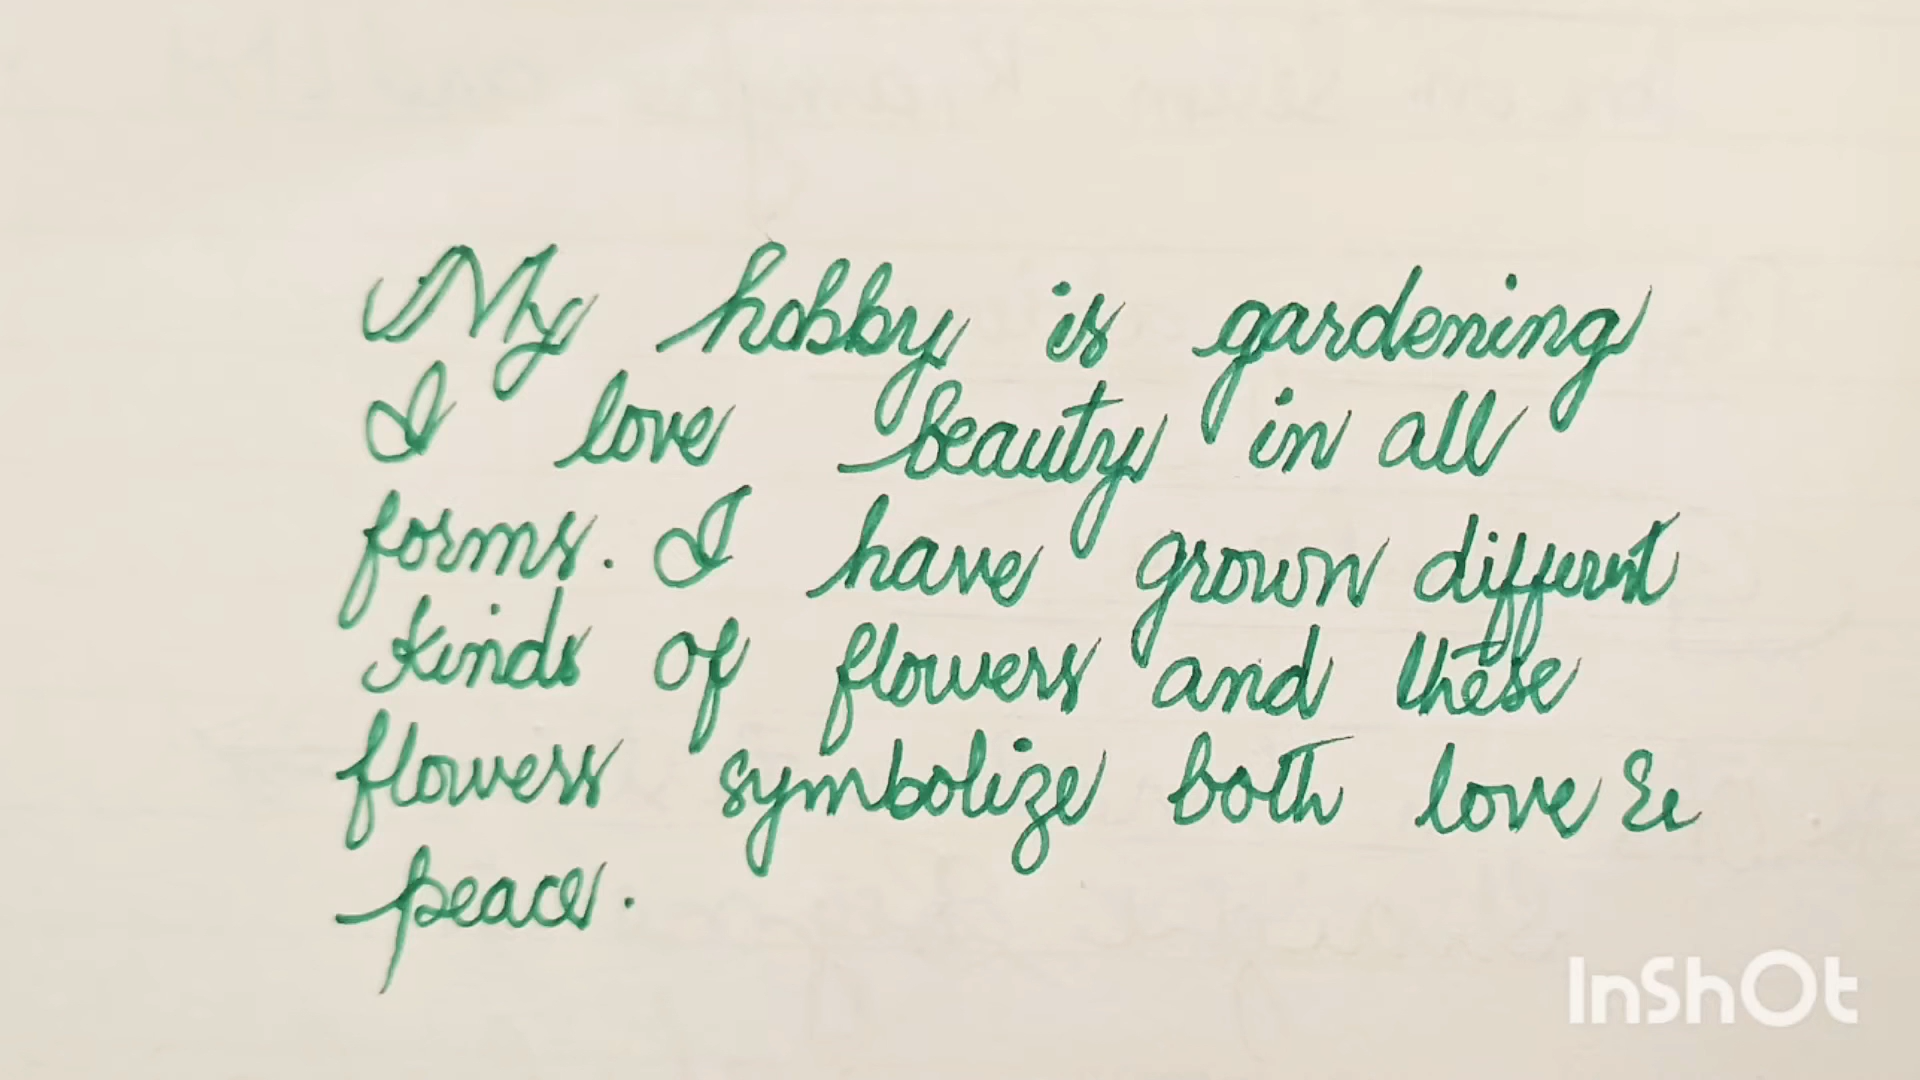 My hobby is gardening
I love beauty in all
forms. I have grown different
kinds of flowers and these
flowers symbolize both love &
peace.
InShOt